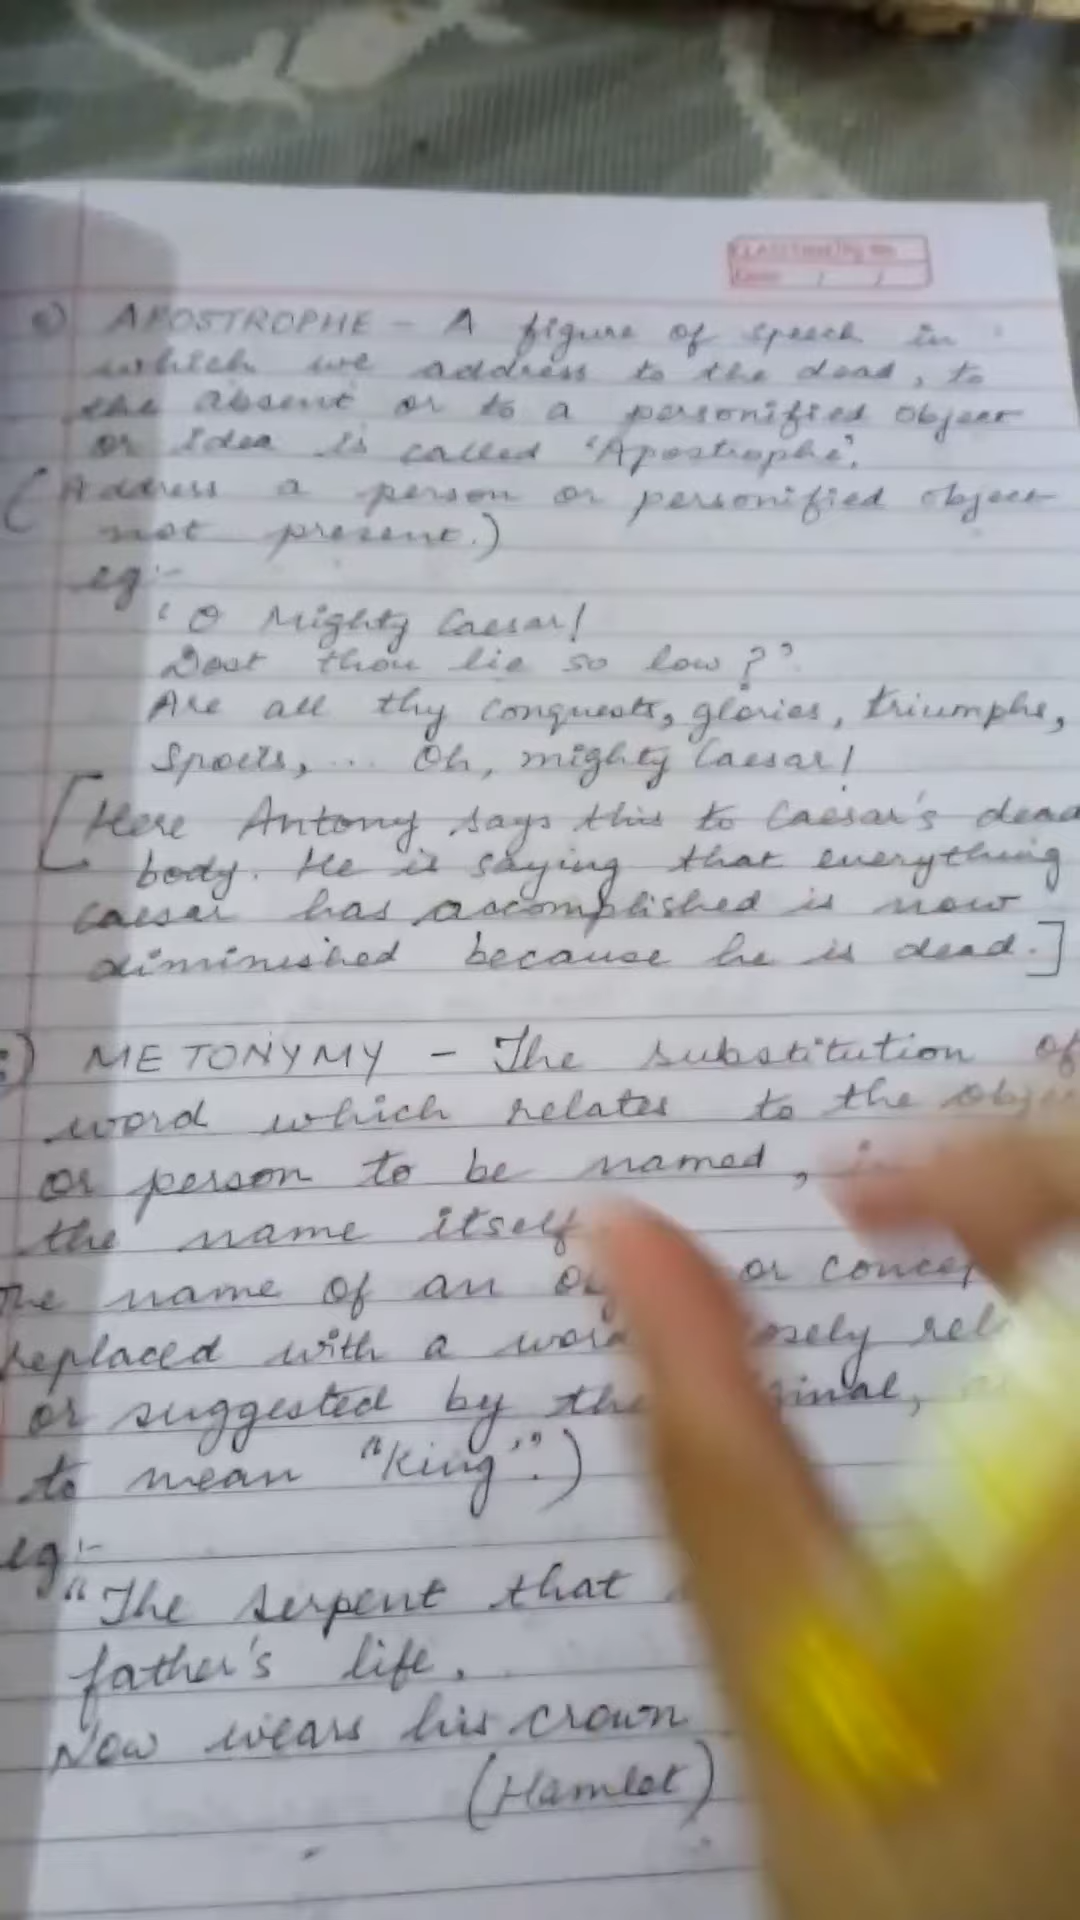 APOSTROPHE - A figure of speech in
which we address to the dead, to
the absent or to a personified object
or idea is called 'Apostrophe'.
(Address a person or personified object
not present.)
eg:-
'O Mighty Caesar!
Dost thou lie so low?'
Are all thy conquests, glories, triumphs,
Spoils, ... Oh, mighty Caesar!
[Here Antony says this to Caesar's dead
body. He is saying that everything
Caesar has accomplished is now
diminished because he is dead.]
METONYMY - The substitution of
word which relates to the
or person to be named,
the name itself
The name of an or
replaced with a
or suggested by the
to mean "King".)
eg:-
"The serpent that
father's life,
Now wears his crown
(Hamlet)